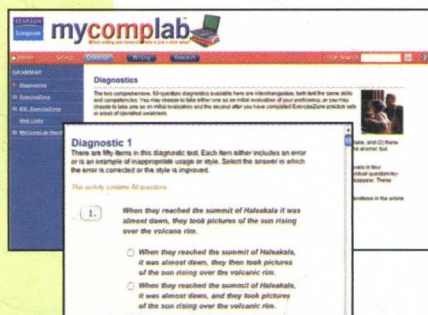 PEARSON
Longman
mycomplab
Home
Grammar
Writing
Research
GRAMMAR
Diagnostics
ExerciseZone
ESL ExerciseZone
Web Links
Diagnostics
The two comprehensive, 50-question diagnostics available here are interchangeable, both test the same skills
and competencies. You may choose to take either one as an initial evaluation of your proficiency, or you may
choose to take one as an initial evaluation and the second after you have completed ExerciseZone practice sets
in areas of identified weakness.
Diagnostic 1
There are fifty items in this diagnostic test. Each item either includes an error
or is an example of inappropriate usage or style. Select the answer in which
the error is corrected or the style is improved.
This activity contains 50 questions.
1.
When they reached the summit of Haleakala it was
almost dawn, they took pictures of the sun rising
over the volcano rim.
When they reached the summit of Haleakala,
it was almost dawn, they then took pictures
of the sun rising over the volcanic rim.
When they reached the summit of Haleakala,
it was almost dawn, and they took pictures
of the sun rising over the volcanic rim.